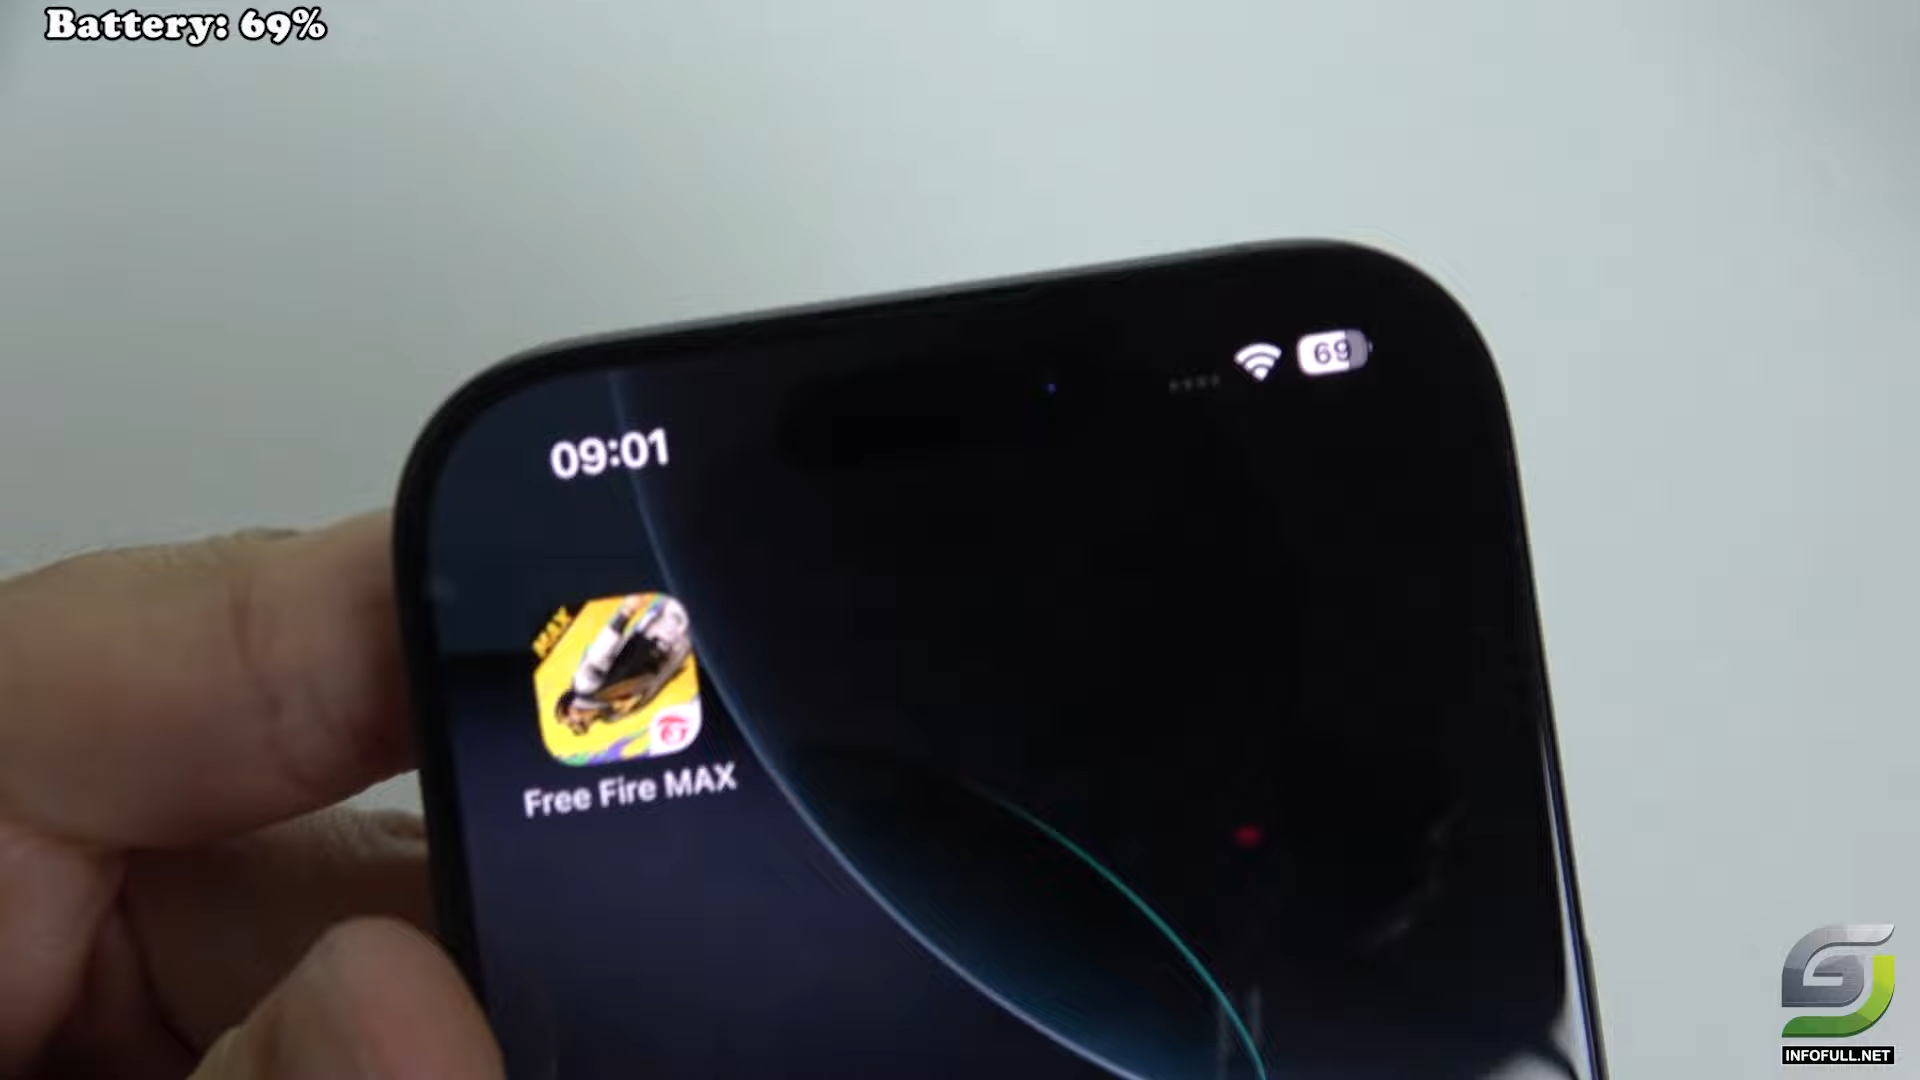 Battery: 69%
69
09:01
MAX
Free Fire MAX
INFOFULL.NET